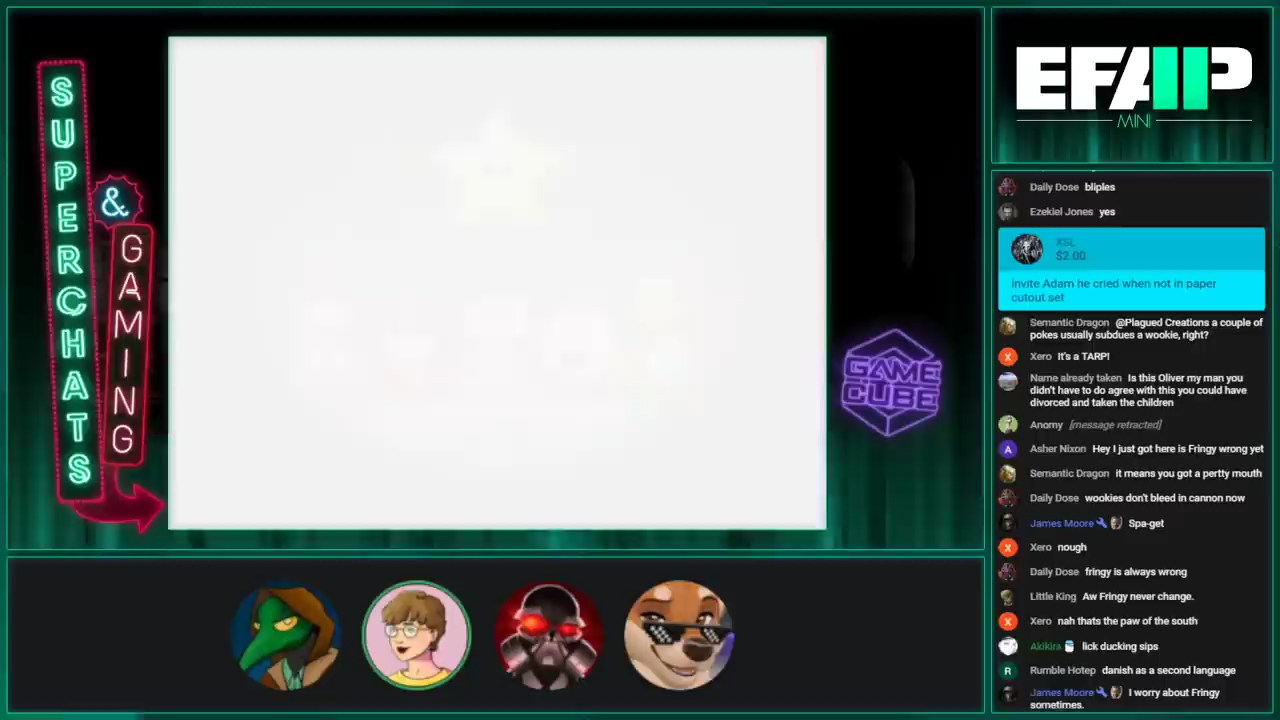 SUPERCHATS
&
GAMING
GAME
CUBE
EFAP
MINI
Daily Dose bliples
Ezekiel Jones yes
XSL
$2.00
invite Adam he cried when not in paper
cutout set
Semantic Dragon @Plagued Creations a couple of
pokes usually subdues a wookie, right?
Xero It's a TARP!
Name already taken Is this Oliver my man you
didn't have to do agree with this you could have
divorced and taken the children
Anomy [message retracted]
Asher Nixon Hey I just got here is Fringy wrong yet
Semantic Dragon it means you got a pertty mouth
Daily Dose wookies don't bleed in cannon now
James Moore Spa-get
Xero nough
Daily Dose fringy is always wrong
Little King Aw Fringy never change.
Xero nah thats the paw of the south
Akikira lick ducking sips
Rumble Hotep danish as a second language
James Moore I worry about Fringy
sometimes.